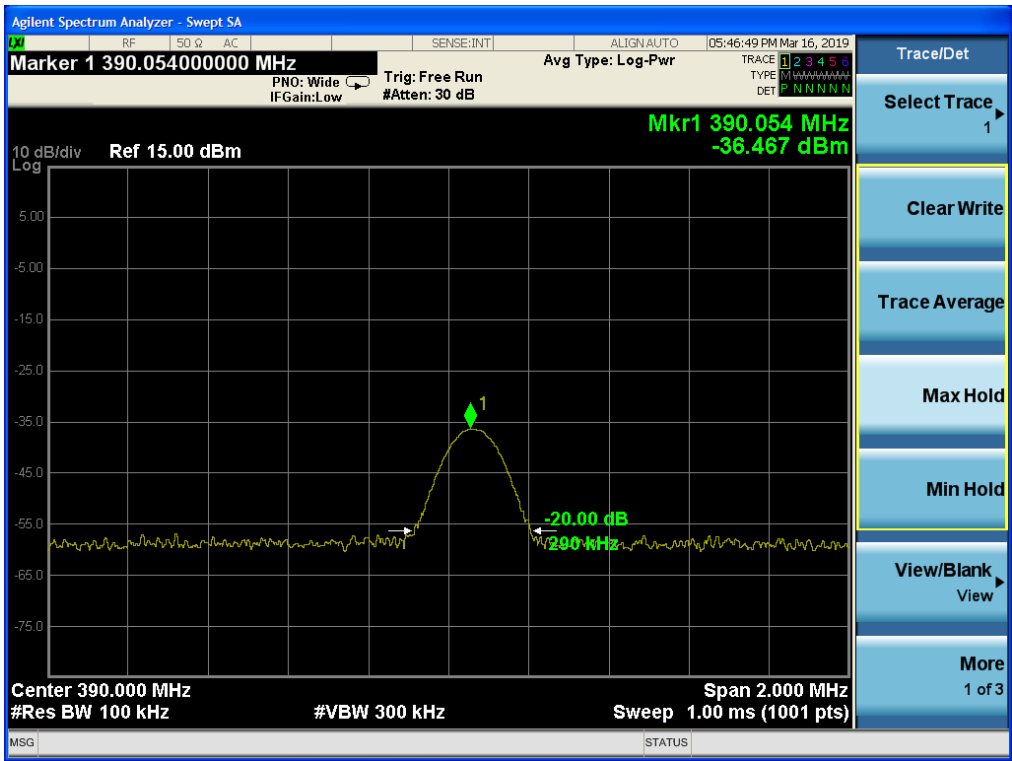 Agilent Spectrum Analyzer - Swept SA
LXI RF 50 Ω AC SENSE:INT ALIGN AUTO 05:46:49 PM Mar 16, 2019
Marker 1 390.054000000 MHz
PNO: Wide
IFGain:Low
Trig: Free Run
#Atten: 30 dB
Avg Type: Log-Pwr
TRACE 1 2 3 4 5 6
TYPE M WWWWW
DET P N N N N N
Mkr1 390.054 MHz
-36.467 dBm
10 dB/div Ref 15.00 dBm
Log
5.00
-5.00
-15.0
-25.0
-35.0
-45.0
-55.0
-65.0
-75.0
1
-20.00 dB
290 kHz
Center 390.000 MHz Span 2.000 MHz
#Res BW 100 kHz #VBW 300 kHz Sweep 1.00 ms (1001 pts)
MSG STATUS
Trace/Det
Select Trace
1
Clear Write
Trace Average
Max Hold
Min Hold
View/Blank
View
More
1 of 3